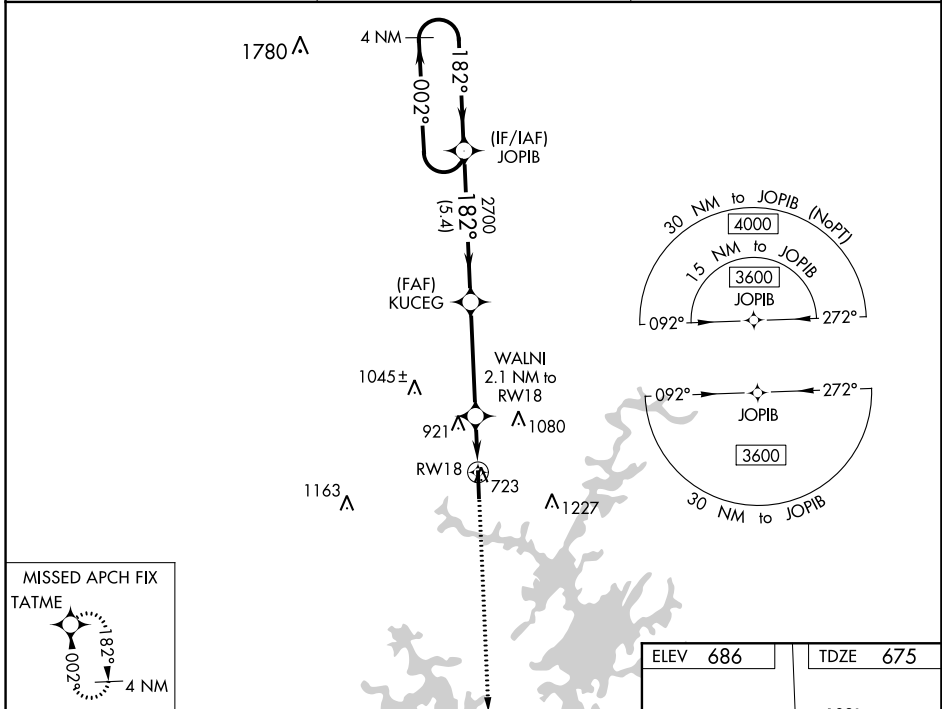 1780
4 NM
182°
002°
(IF/IAF)
JOPIB
2700
182°
(5.4)
(FAF)
KUCEG
WALNI
2.1 NM to
RW18
1045±
921
1080
RW18
723
1163
1227
30 NM to JOPIB (NoPT)
4000
15 NM to JOPIB
3600
JOPIB
092°
272°
092°
272°
JOPIB
3600
30 NM to JOPIB
MISSED APCH FIX
TATME
182°
002°
4 NM
ELEV 686
TDZE 675